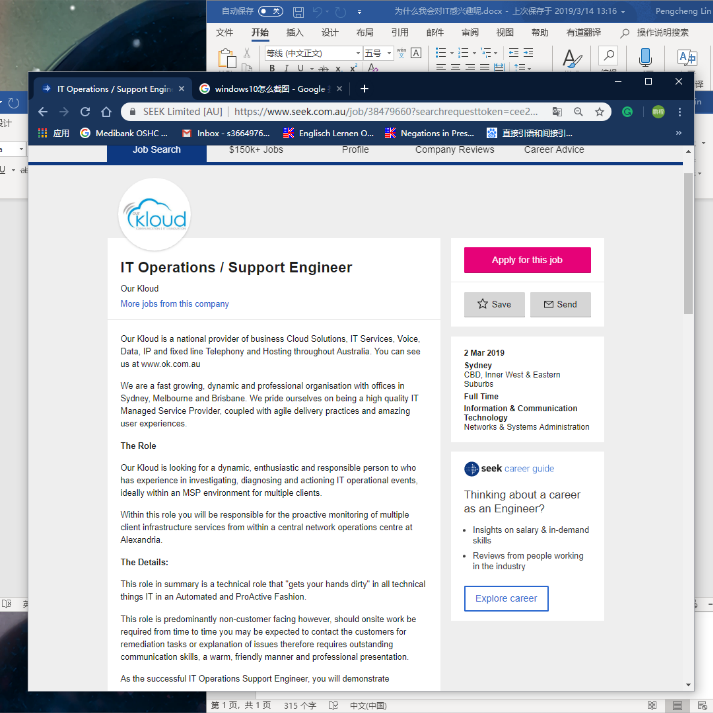 自动保存 关
为什么我会对IT感兴趣呢.docx - 上次保存于 2019/3/14 13:16
Pengcheng Lin
文件 开始 插入 设计 布局 引用 邮件 审阅 视图 帮助 有道翻译 操作说明搜索
等线 (中文正文) 五号
B I U
IT Operations / Support Engin
windows10怎么截图 - Google
SEEK Limited [AU] | https://www.seek.com.au/job/38479660?searchrequesttoken=cee2...
应用 Medibank OSHC ... Inbox - s3664976... Englisch Lernen O... Negations in Pres... 直接引语和间接引...
Job Search $150k+ Jobs Profile Company Reviews Career Advice
kloud
IT Operations / Support Engineer
Our Kloud
More jobs from this company
Our Kloud is a national provider of business Cloud Solutions, IT Services, Voice,
Data, IP and fixed line Telephony and Hosting throughout Australia. You can see
us at www.ok.com.au
We are a fast growing, dynamic and professional organisation with offices in
Sydney, Melbourne and Brisbane. We pride ourselves on being a high quality IT
Managed Service Provider, coupled with agile delivery practices and amazing
user experiences.
The Role
Our Kloud is looking for a dynamic, enthusiastic and responsible person to who
has experience in investigating, diagnosing and actioning IT operational events,
ideally within an MSP environment for multiple clients.
Within this role you will be responsible for the proactive monitoring of multiple
client infrastructure services from within a central network operations centre at
Alexandria.
The Details:
This role in summary is a technical role that "gets your hands dirty" in all technical
things IT in an Automated and ProActive Fashion.
This role is predominantly non-customer facing however, should onsite work be
required from time to time you may be expected to contact the customers for
remediation tasks or explanation of issues therefore requires outstanding
communication skills, a warm, friendly manner and professional presentation.
As the successful IT Operations Support Engineer, you will demonstrate
Apply for this job
Save
Send
2 Mar 2019
Sydney
CBD, Inner West & Eastern
Suburbs
Full Time
Information & Communication
Technology
Networks & Systems Administration
seek career guide
Thinking about a career
as an Engineer?
Insights on salary & in-demand
skills
Reviews from people working
in the industry
Explore career
第 1 页，共 1 页 315 个字 中文(中国)